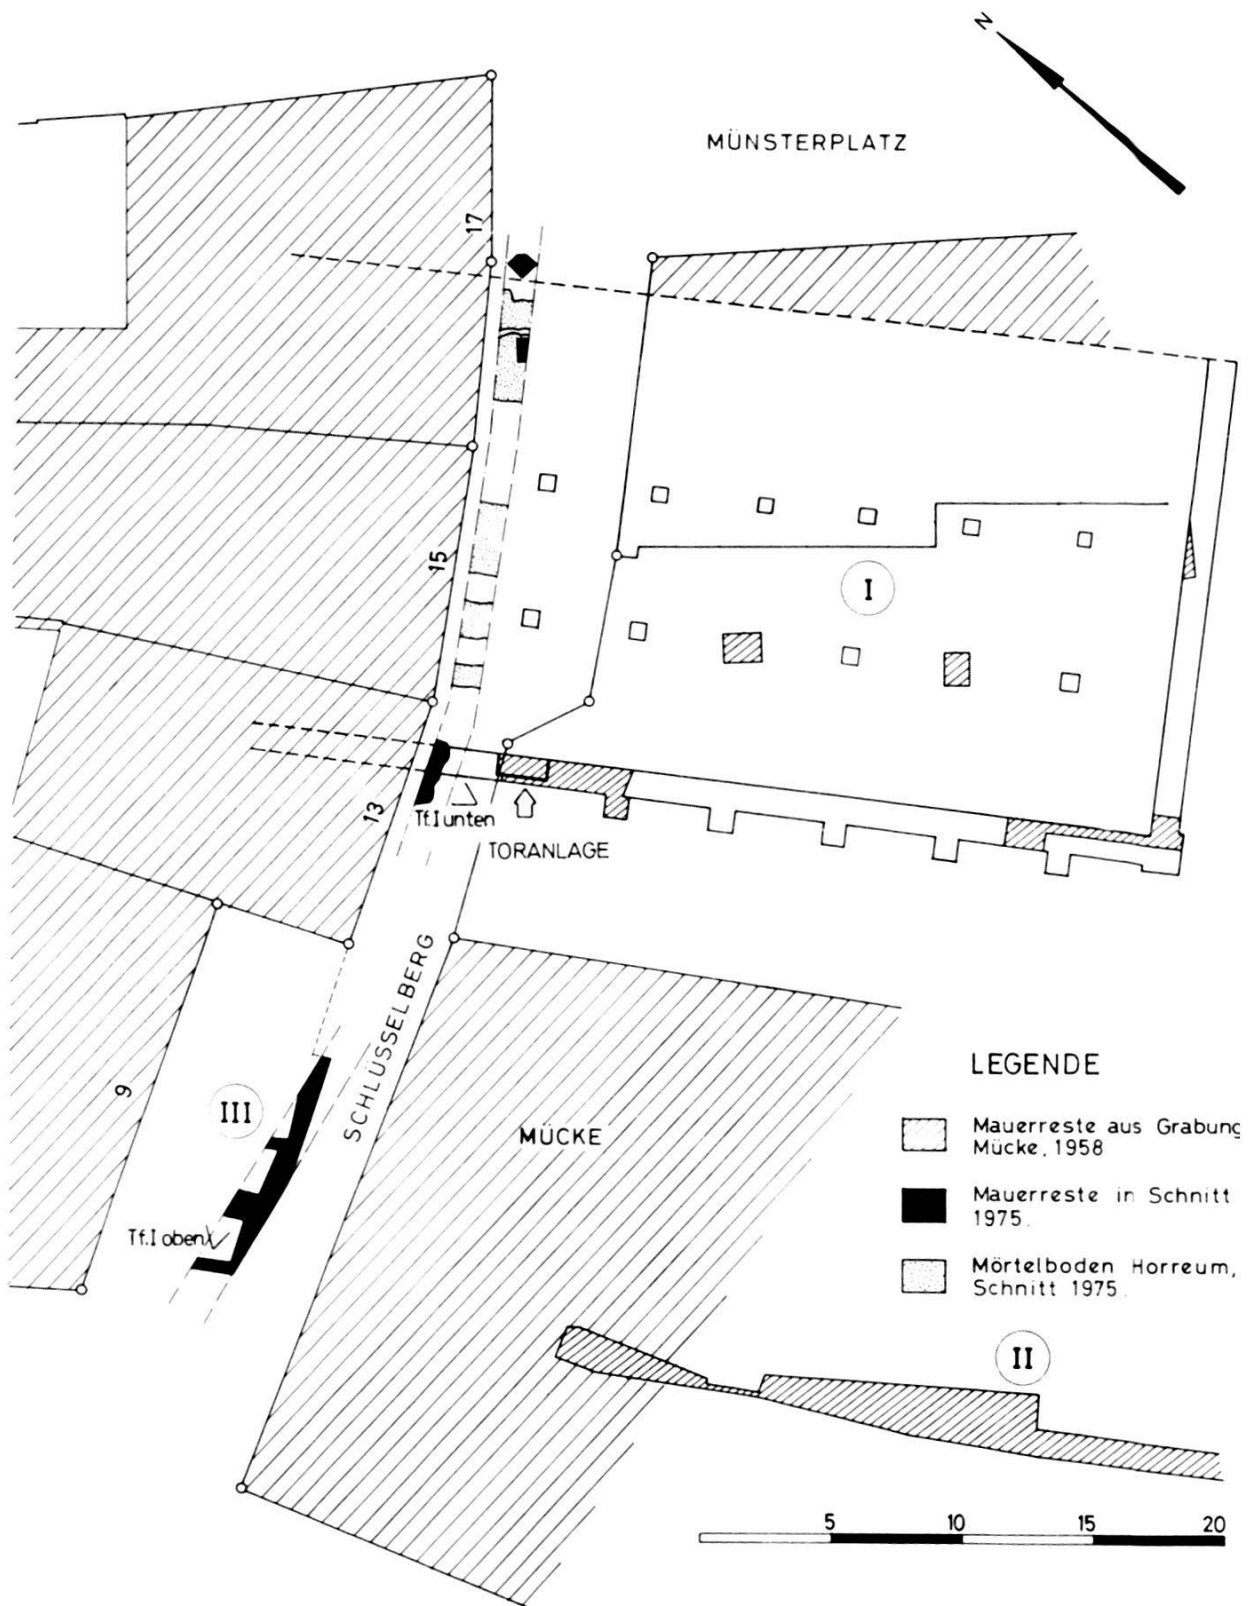 N
MÜNSTERPLATZ
17
15
I
13
Tf.I unten
TORANLAGE
SCHLÜSSELBERG
9
III
MÜCKE
Tf.I oben
LEGENDE
Mauerreste aus Grabung
Mücke, 1958
Mauerreste in Schnitt
1975.
Mörtelboden Horreum,
Schnitt 1975.
II
5 10 15 20